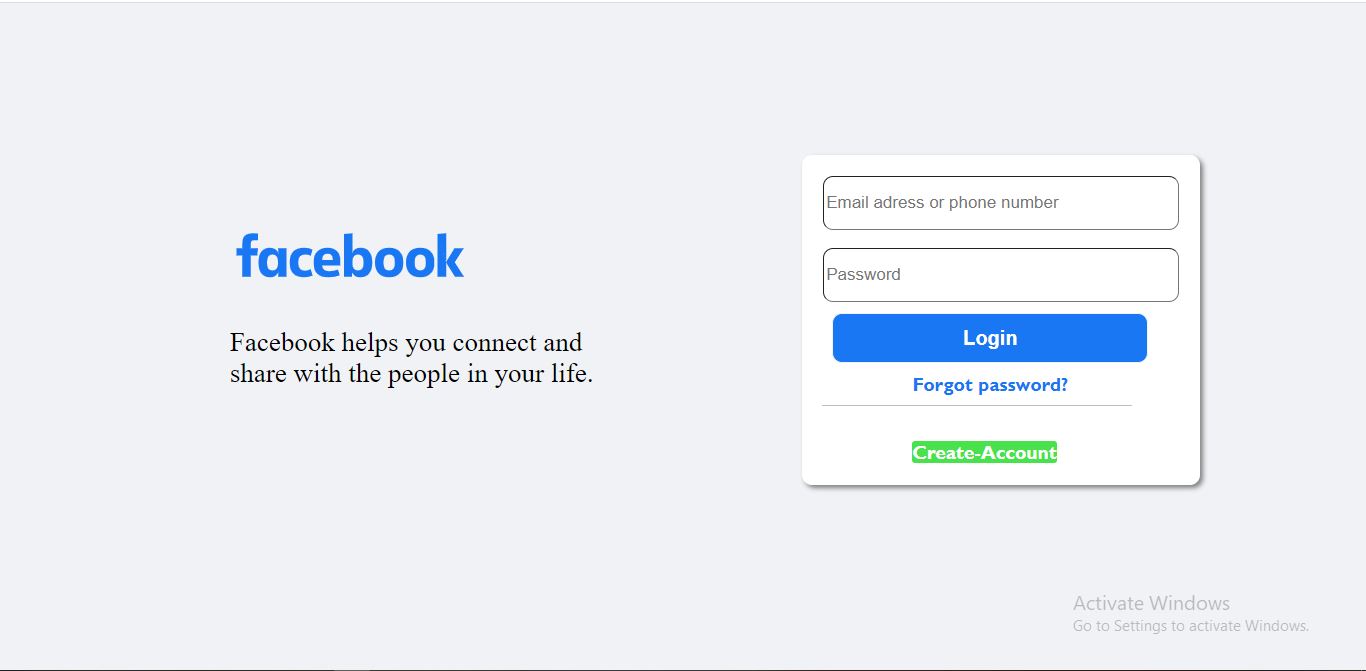 facebook
Facebook helps you connect and
share with the people in your life.
Email adress or phone number
Password
Login
Forgot password?
Create-Account
Activate Windows
Go to Settings to activate Windows.